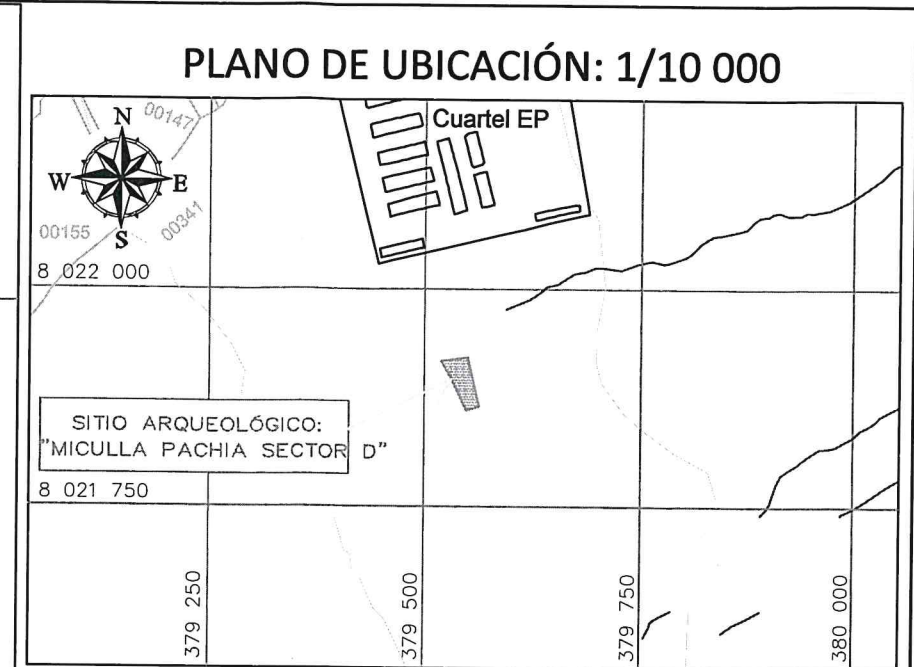 PLANO DE UBICACIÓN: 1/10 000
00147
N
Cuartel EP
W
E
00155
00341
S
8 022 000
SITIO ARQUEOLÓGICO:
"MICULLA PACHIA SECTOR D"
8 021 750
379 250
379 500
379 750
380 000